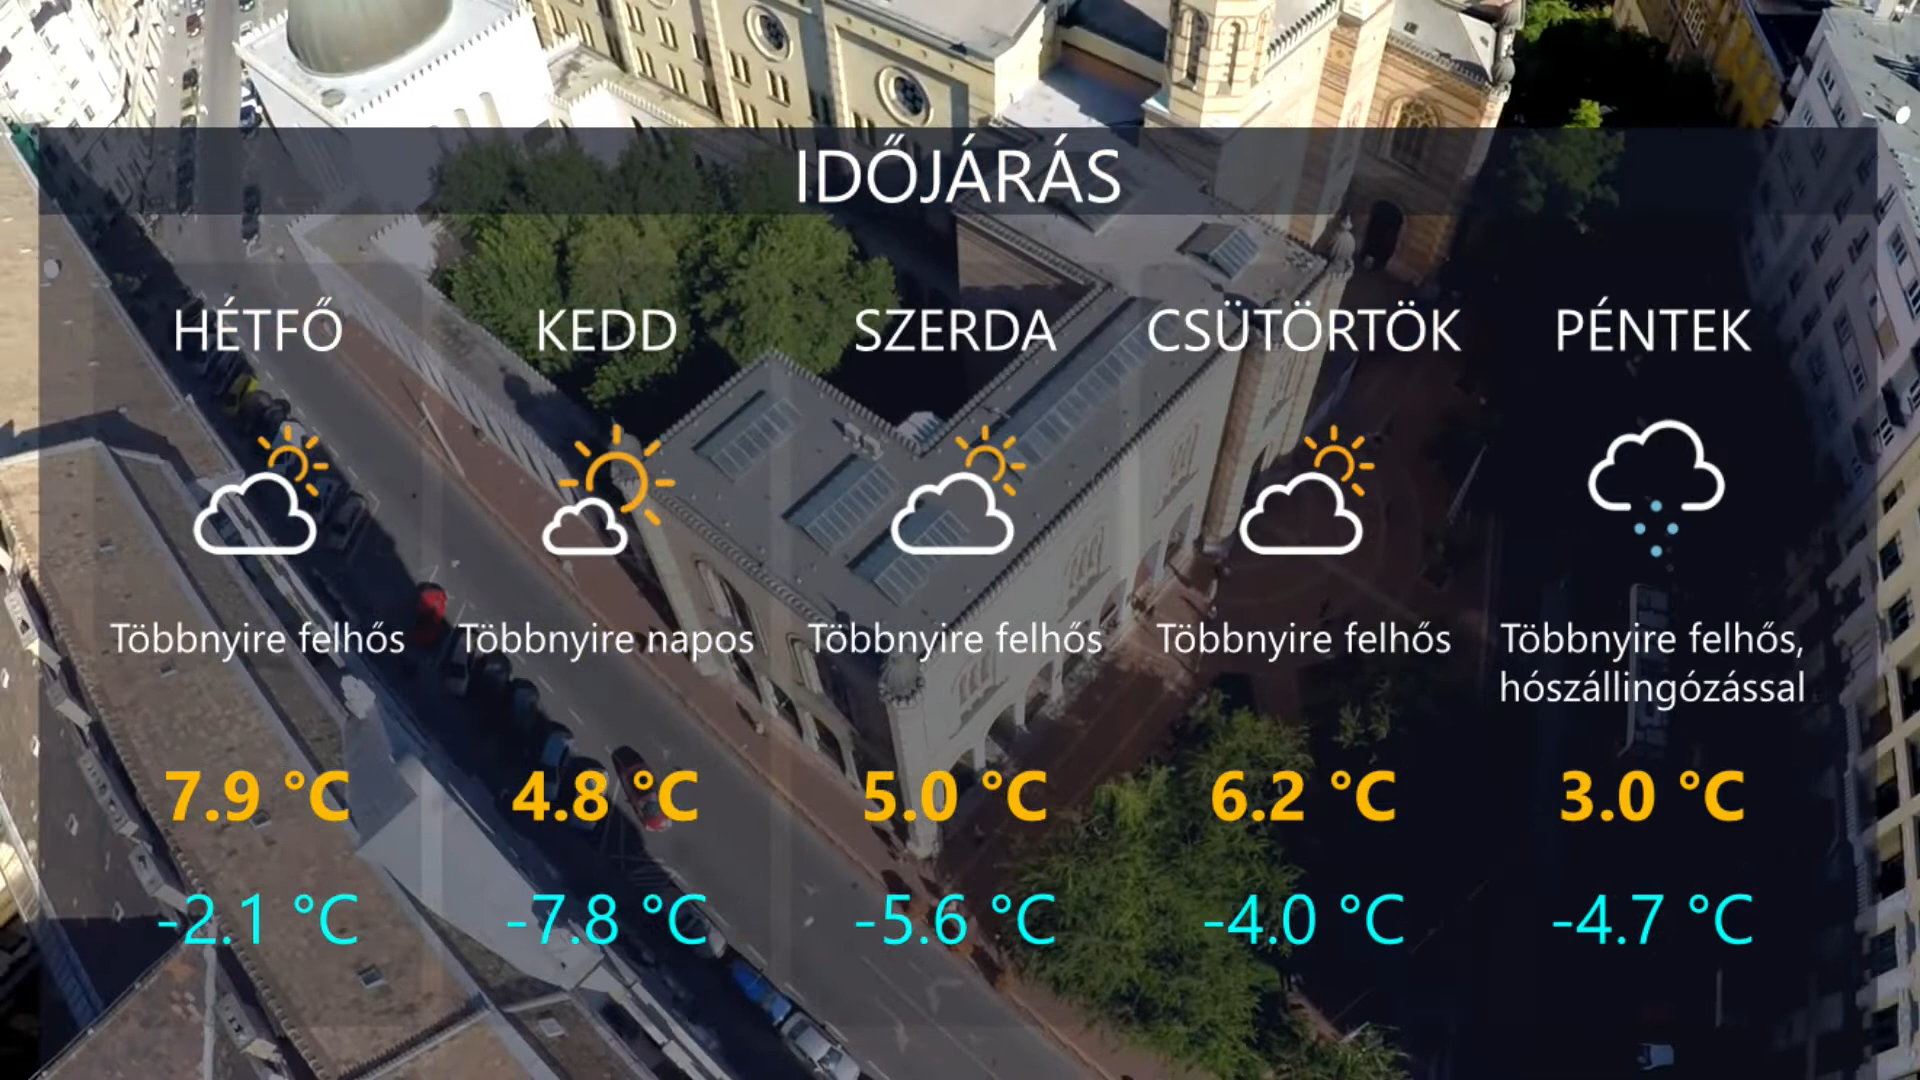 IDŐJÁRÁS
HÉTFŐ
KEDD
SZERDA
CSÜTÖRTÖK
PÉNTEK
Többnyire felhős
Többnyire napos
Többnyire felhős
Többnyire felhős
Többnyire felhős,
hószállingózással
7.9 °C
4.8 °C
5.0 °C
6.2 °C
3.0 °C
-2.1 °C
-7.8 °C
-5.6 °C
-4.0 °C
-4.7 °C